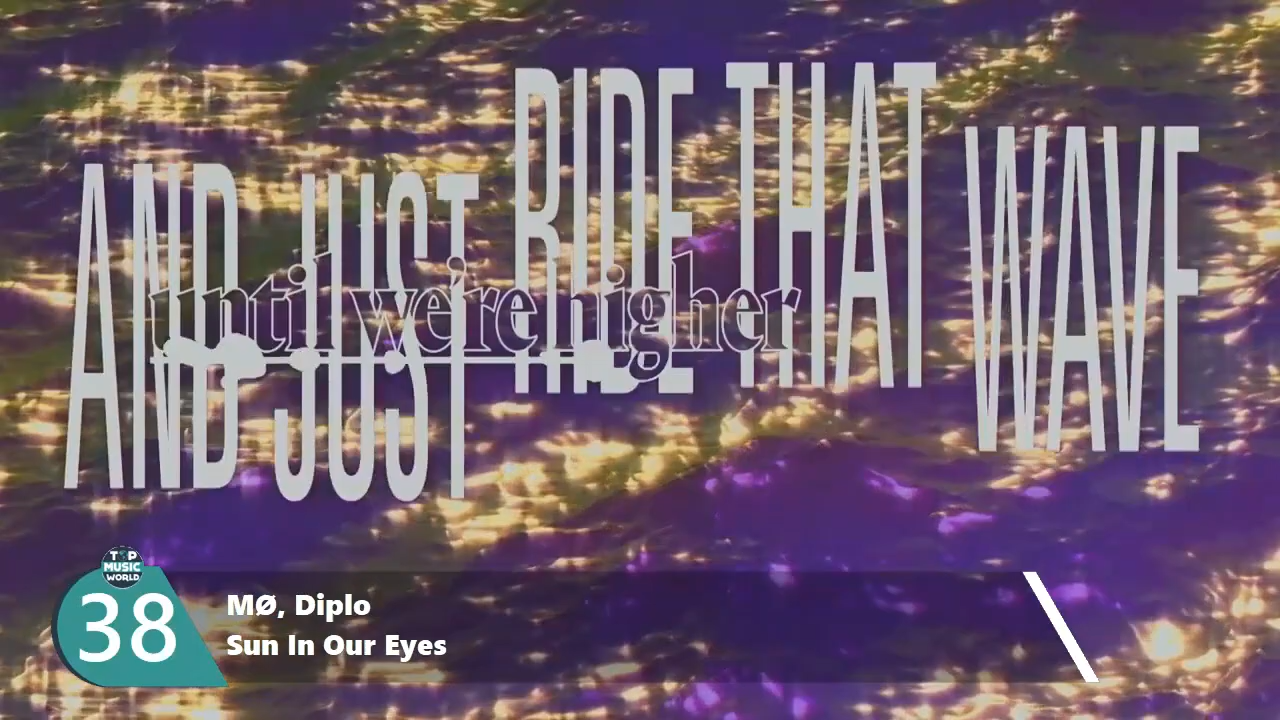 AND JUST RIDE THAT WAVE
until we're higher
TOP
MUSIC
WORLD
38
MØ, Diplo
Sun In Our Eyes